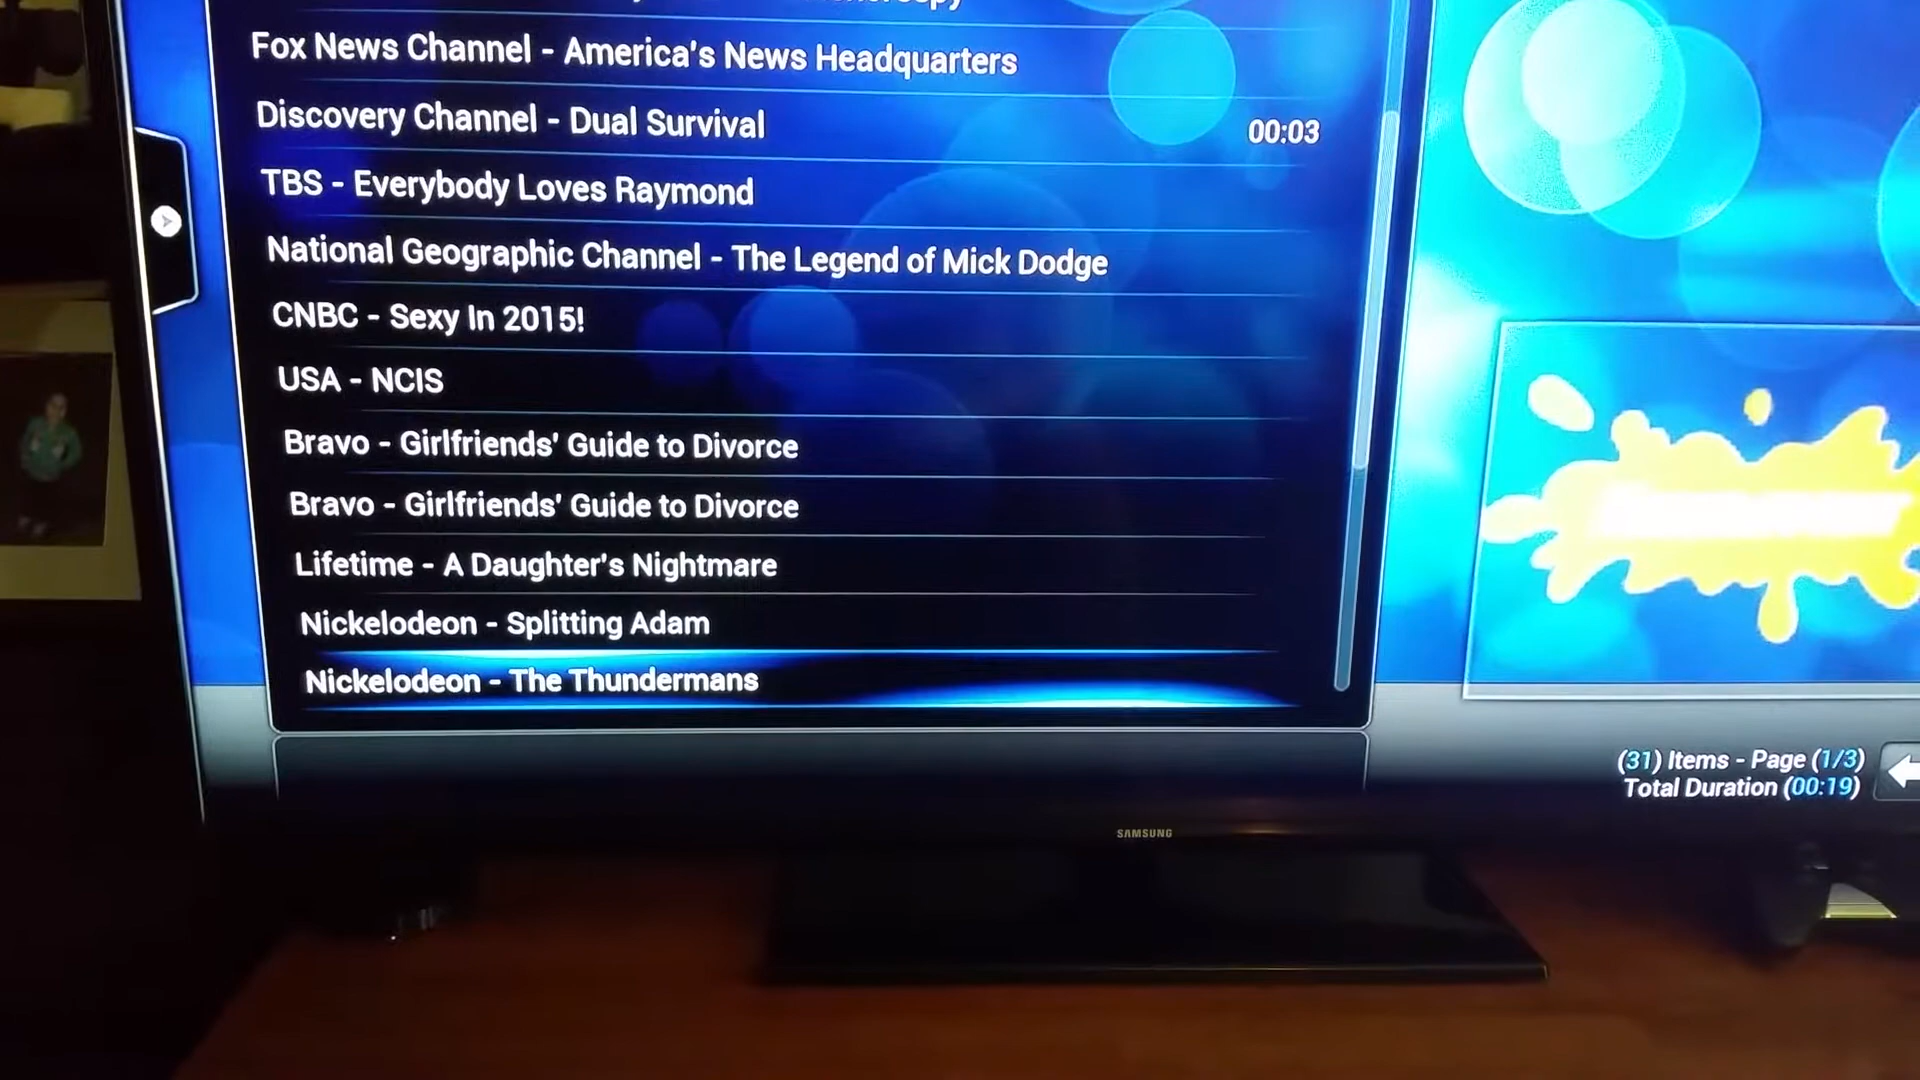 Fox News Channel - America's News Headquarters
Discovery Channel - Dual Survival
00:03
TBS - Everybody Loves Raymond
National Geographic Channel - The Legend of Mick Dodge
CNBC - Sexy In 2015!
USA - NCIS
Bravo - Girlfriends' Guide to Divorce
Bravo - Girlfriends' Guide to Divorce
Lifetime - A Daughter's Nightmare
Nickelodeon - Splitting Adam
Nickelodeon - The Thundermans
(31) Items - Page (1/3)
Total Duration (00:19)
SAMSUNG